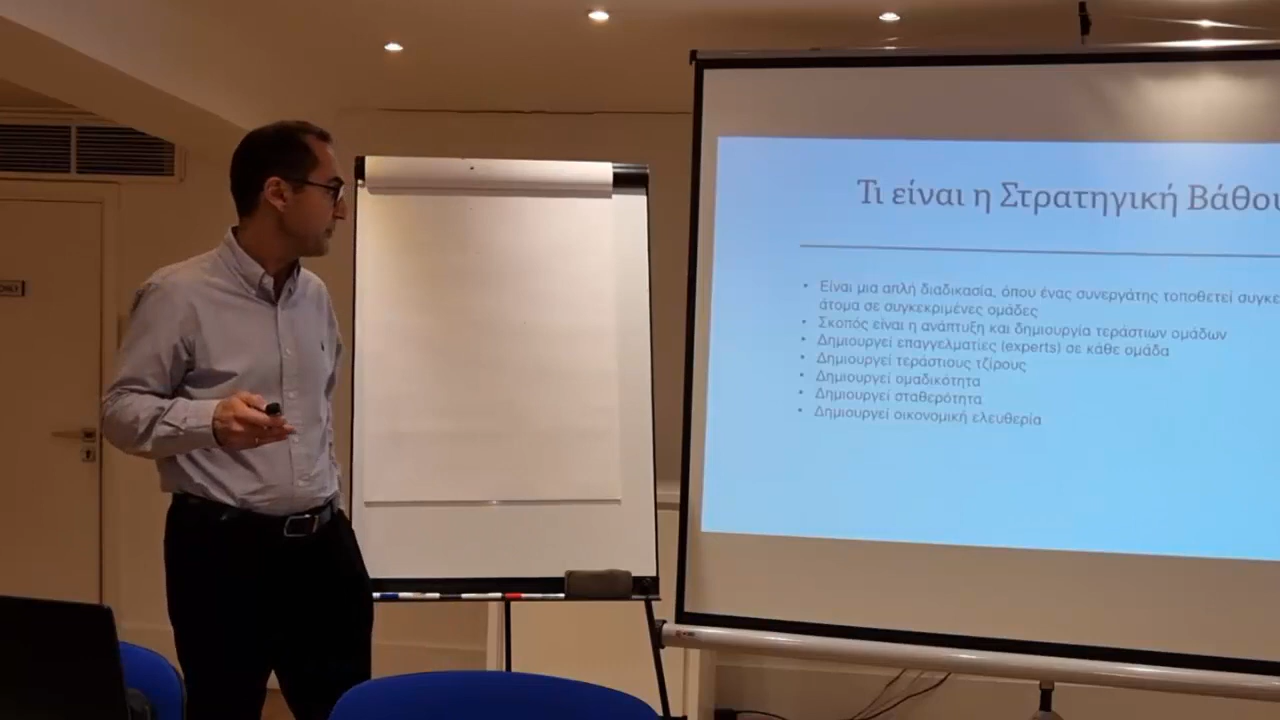 Τι είναι η Στρατηγική Βάθου
• Είναι μια απλή διαδικασία, όπου ένας συνεργάτης τοποθετεί συγκε
άτομα σε συγκεκριμένες ομάδες
• Σκοπός είναι η ανάπτυξη και δημιουργία τεράστιων ομάδων
• Δημιουργεί επαγγελματίες (experts) σε κάθε ομάδα
• Δημιουργεί τεράστιους τζίρους
• Δημιουργεί ομαδικότητα
• Δημιουργεί σταθερότητα
• Δημιουργεί οικονομική ελευθερία